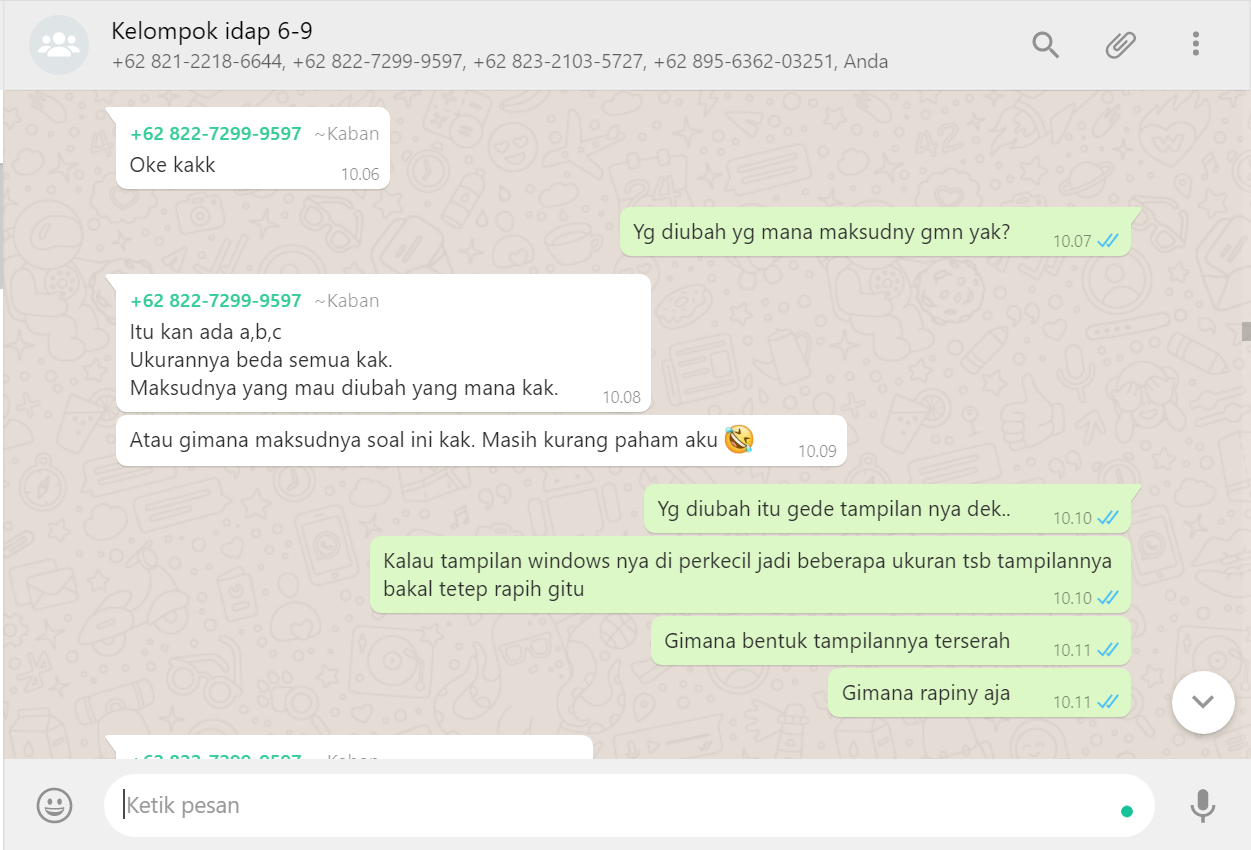 Kelompok idap 6-9
+62 821-2218-6644, +62 822-7299-9597, +62 823-2103-5727, +62 895-6362-03251, Anda
+62 822-7299-9597 ~Kaban
Oke kakk
10.06
Yg diubah yg mana maksudny gmn yak?
10.07
+62 822-7299-9597 ~Kaban
Itu kan ada a,b,c
Ukurannya beda semua kak.
Maksudnya yang mau diubah yang mana kak.
10.08
Atau gimana maksudnya soal ini kak. Masih kurang paham aku 🤣
10.09
Yg diubah itu gede tampilan nya dek..
10.10
Kalau tampilan windows nya di perkecil jadi beberapa ukuran tsb tampilannya
bakal tetep rapih gitu
10.10
Gimana bentuk tampilannya terserah
10.11
Gimana rapiny aja
10.11
+62 822-7299-9597 ~Kaban
Ketik pesan